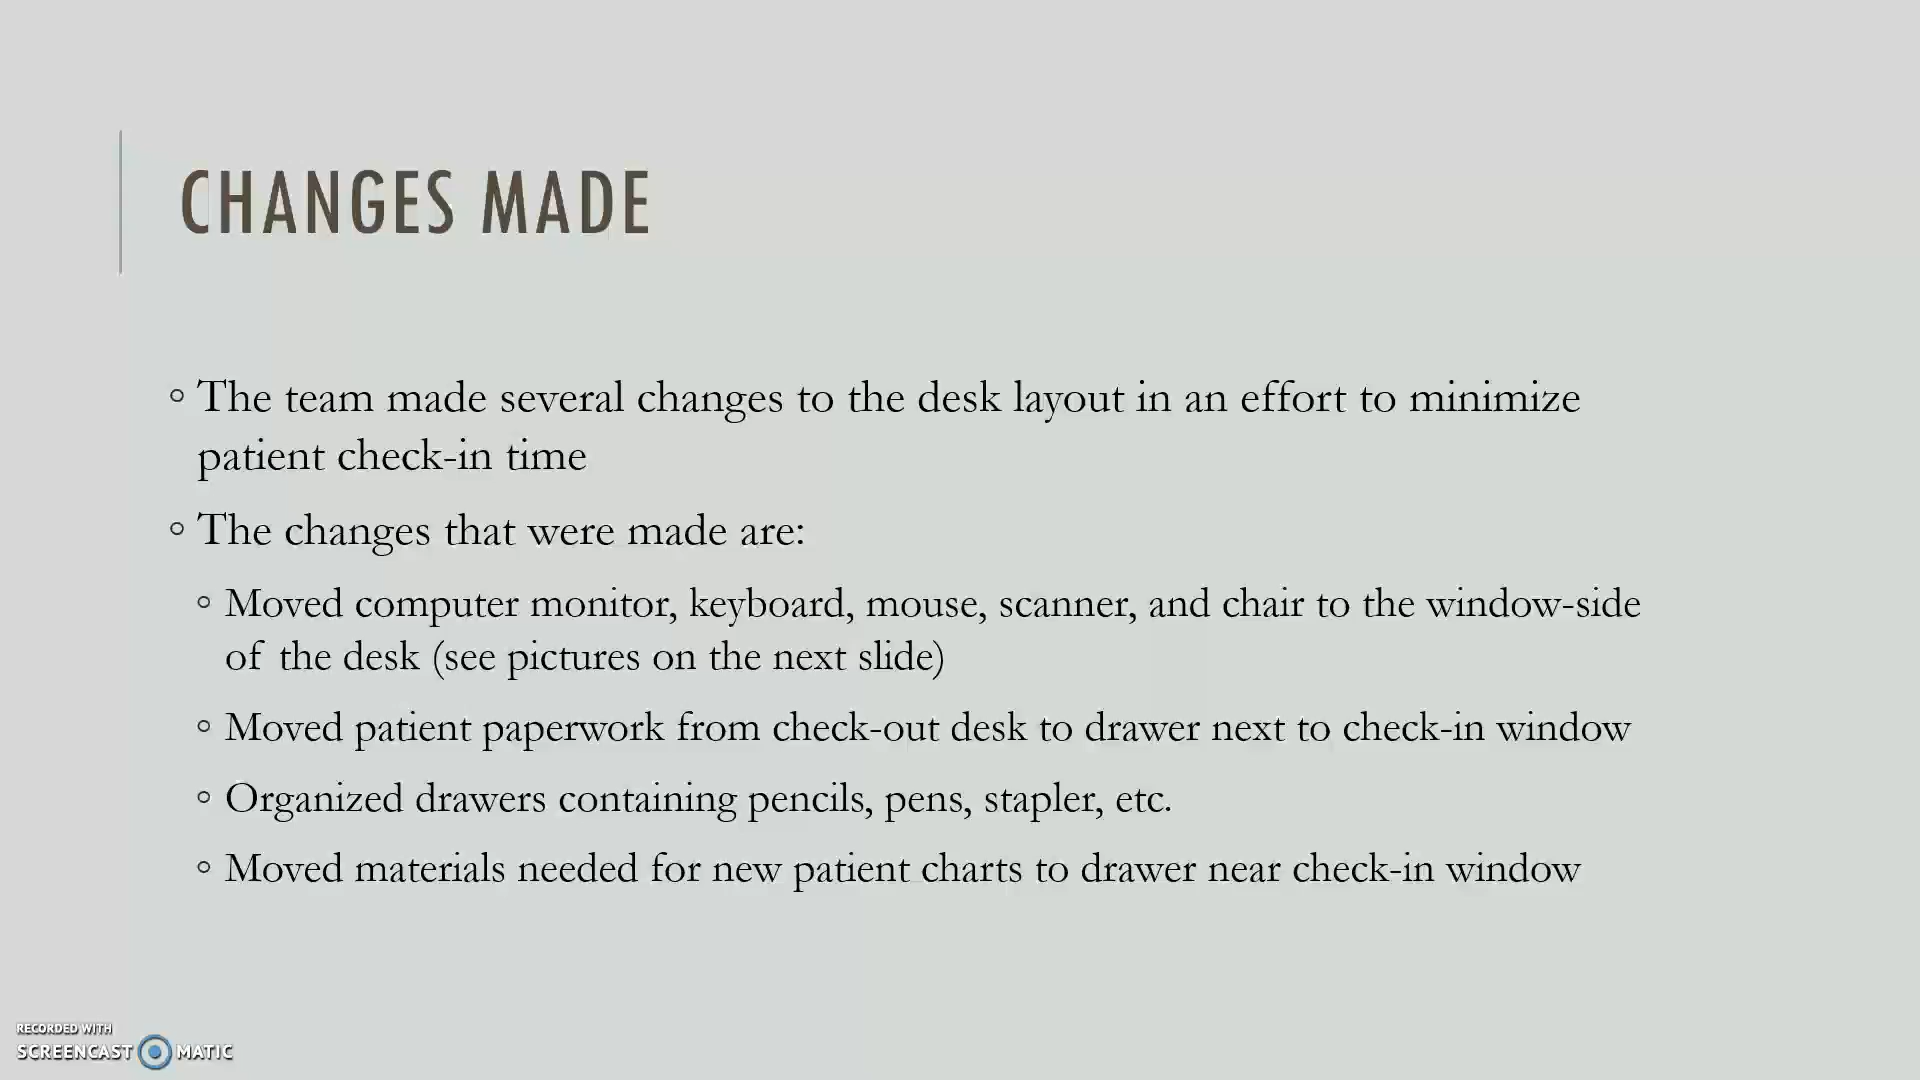 CHANGES MADE
◦ The team made several changes to the desk layout in an effort to minimize
patient check-in time
◦ The changes that were made are:
◦ Moved computer monitor, keyboard, mouse, scanner, and chair to the window-side
of the desk (see pictures on the next slide)
◦ Moved patient paperwork from check-out desk to drawer next to check-in window
◦ Organized drawers containing pencils, pens, stapler, etc.
◦ Moved materials needed for new patient charts to drawer near check-in window
RECORDED WITH
SCREENCAST MATIC